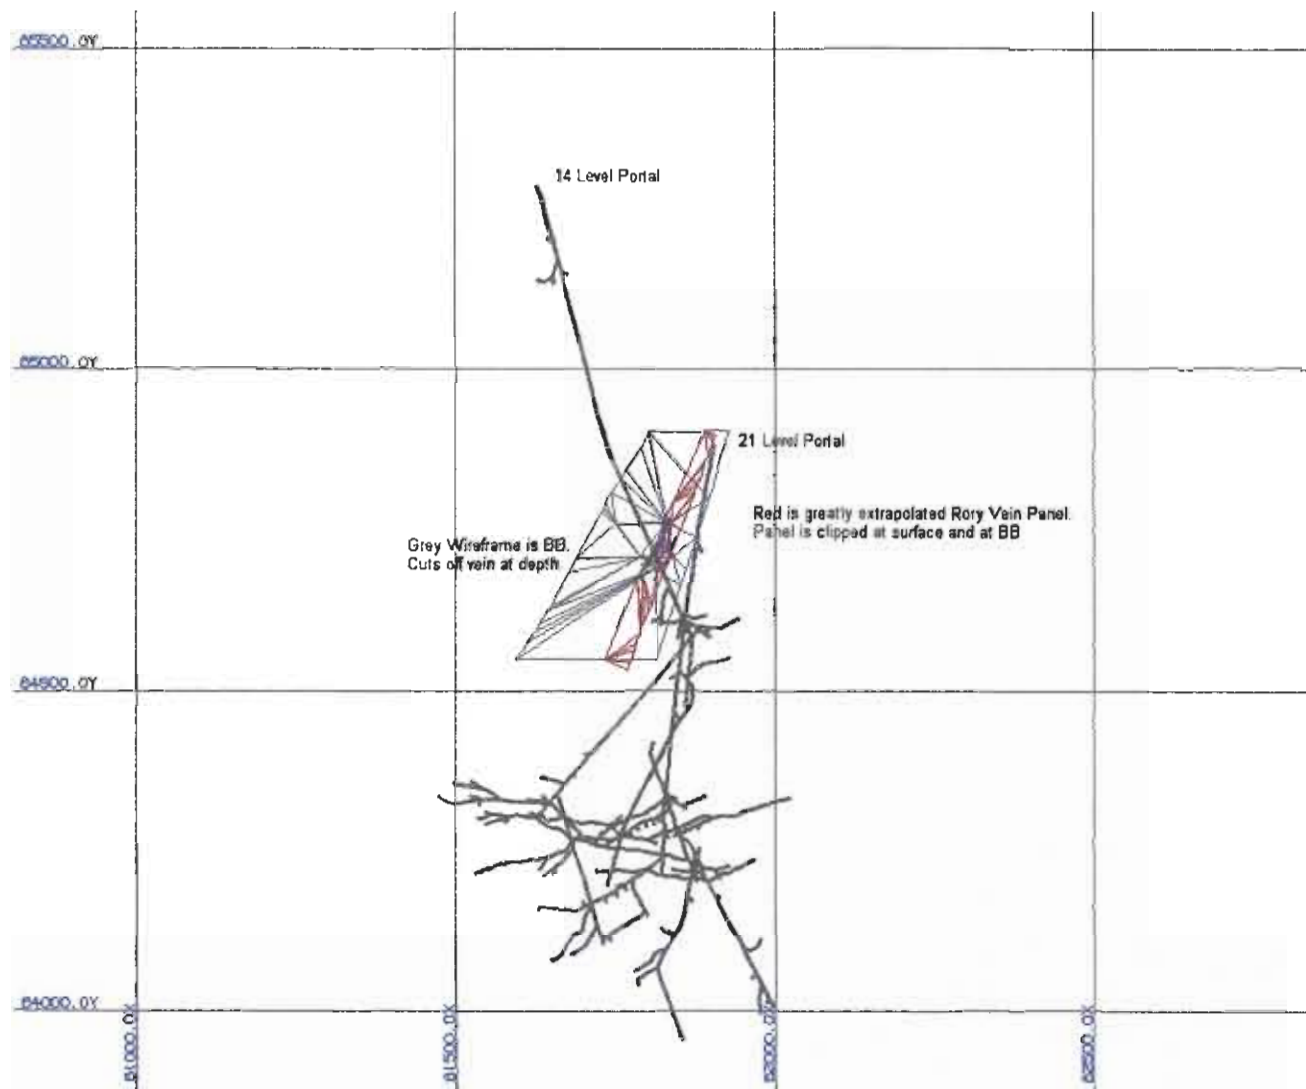 65500.0Y
14 Level Portal
65000.0Y
21 Level Portal
Red is greatly extrapolated Rory Vein Panel.
Panel is clipped at surface and at BB
Grey Wireframe is BB.
Cuts off vein at depth
64500.0Y
64000.0Y
61000.0X
61500.0X
62000.0X
62500.0X